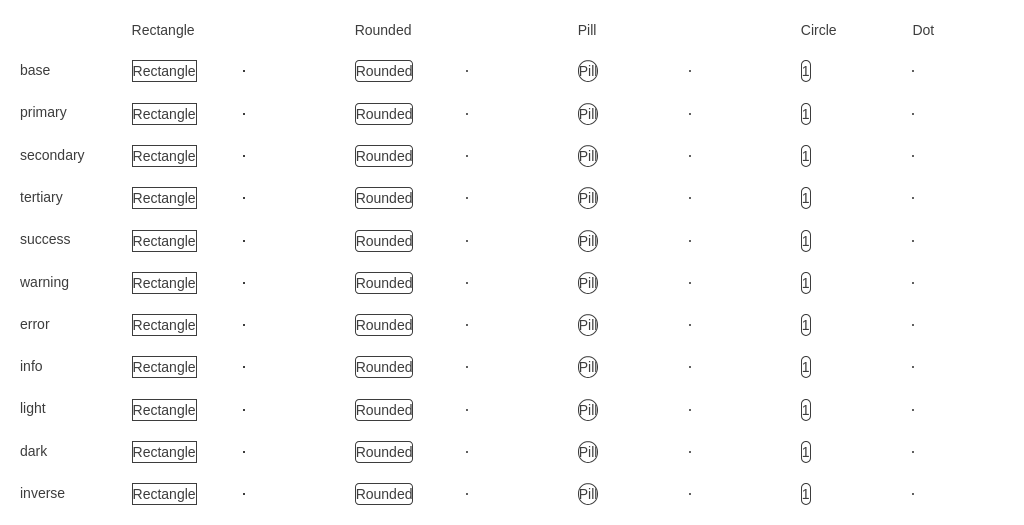 Rectangle Rounded Pill Circle Dot
base Rectangle Rounded Pill 1
primary Rectangle Rounded Pill 1
secondary Rectangle Rounded Pill 1
tertiary Rectangle Rounded Pill 1
success Rectangle Rounded Pill 1
warning Rectangle Rounded Pill 1
error Rectangle Rounded Pill 1
info Rectangle Rounded Pill 1
light Rectangle Rounded Pill 1
dark Rectangle Rounded Pill 1
inverse Rectangle Rounded Pill 1